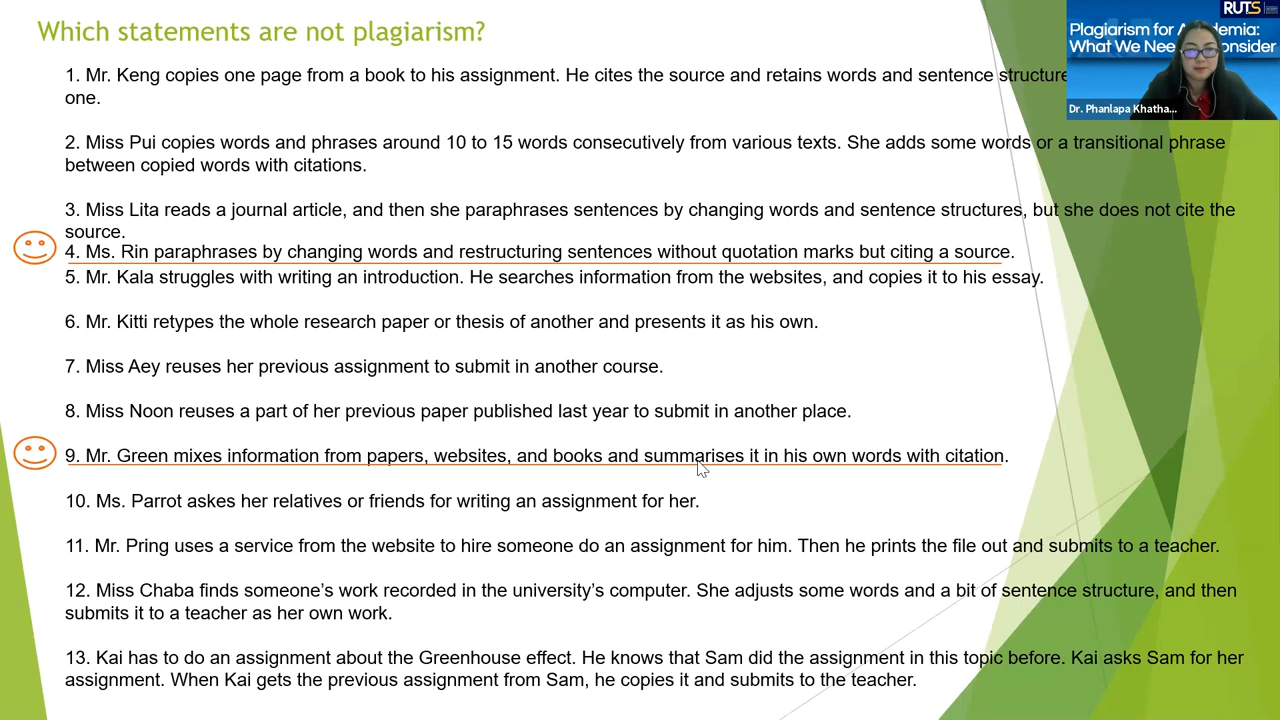 Which statements are not plagiarism?
RUTS
Plagiarism for A demia:
What We Nee onsider
Dr. Phanlapa Khatha...
1. Mr. Keng copies one page from a book to his assignment. He cites the source and retains words and sentence structure
one.
2. Miss Pui copies words and phrases around 10 to 15 words consecutively from various texts. She adds some words or a transitional phrase
between copied words with citations.
3. Miss Lita reads a journal article, and then she paraphrases sentences by changing words and sentence structures, but she does not cite the
source.
4. Ms. Rin paraphrases by changing words and restructuring sentences without quotation marks but citing a source.
5. Mr. Kala struggles with writing an introduction. He searches information from the websites, and copies it to his essay.
6. Mr. Kitti retypes the whole research paper or thesis of another and presents it as his own.
7. Miss Aey reuses her previous assignment to submit in another course.
8. Miss Noon reuses a part of her previous paper published last year to submit in another place.
9. Mr. Green mixes information from papers, websites, and books and summarises it in his own words with citation.
10. Ms. Parrot askes her relatives or friends for writing an assignment for her.
11. Mr. Pring uses a service from the website to hire someone do an assignment for him. Then he prints the file out and submits to a teacher.
12. Miss Chaba finds someone's work recorded in the university's computer. She adjusts some words and a bit of sentence structure, and then
submits it to a teacher as her own work.
13. Kai has to do an assignment about the Greenhouse effect. He knows that Sam did the assignment in this topic before. Kai asks Sam for her
assignment. When Kai gets the previous assignment from Sam, he copies it and submits to the teacher.